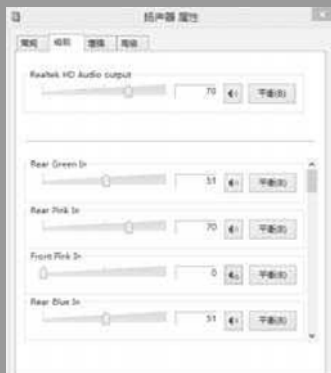 扬声器 属性
常规 级别 增强 高级
Realtek HD Audio output
70 平衡(B)
Rear Green In
51 平衡(B)
Rear Pink In
70 平衡(B)
Front Pink In
0 平衡(B)
Rear Blue In
51 平衡(B)